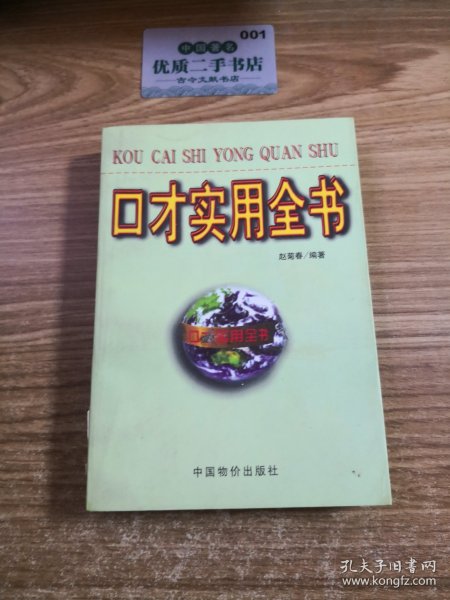 001
中国著名
优质二手书店
古今文献书店
KOU CAI SHI YONG QUAN SHU
口才实用全书
赵菊春/编著
口才实用全书
中国物价出版社
孔夫子旧书网
www.kongfz.com